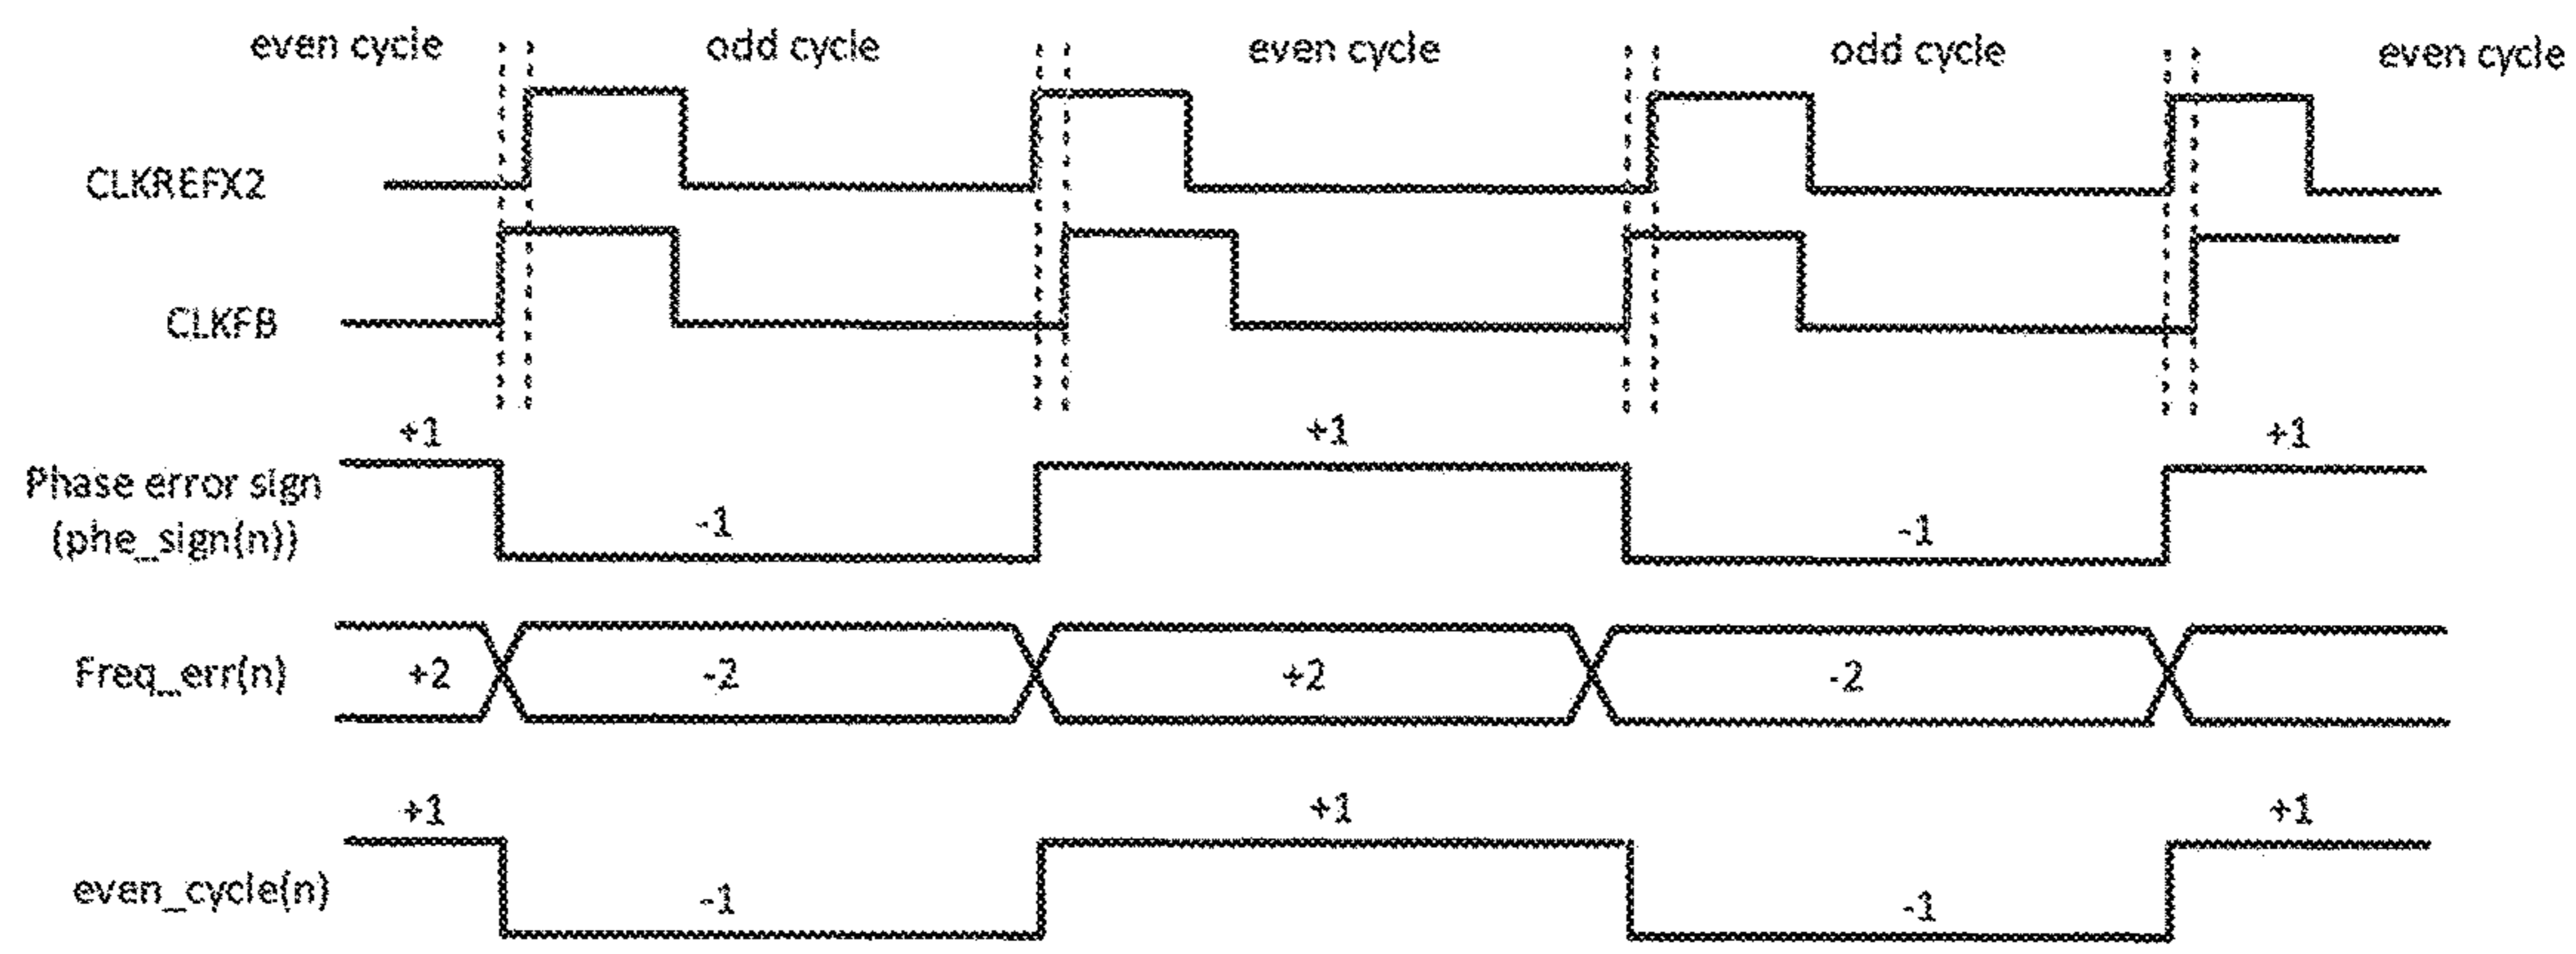 even cycle odd cycle even cycle odd cycle even cycle
CLKREFX2
CLKFB
+1 +1 +1
Phase error sign
(phe_sign(n))
-1 -1
Freq_err(n) +2 -2 +2 -2
+1 +1 +1
even_cycle(n) -1 -1